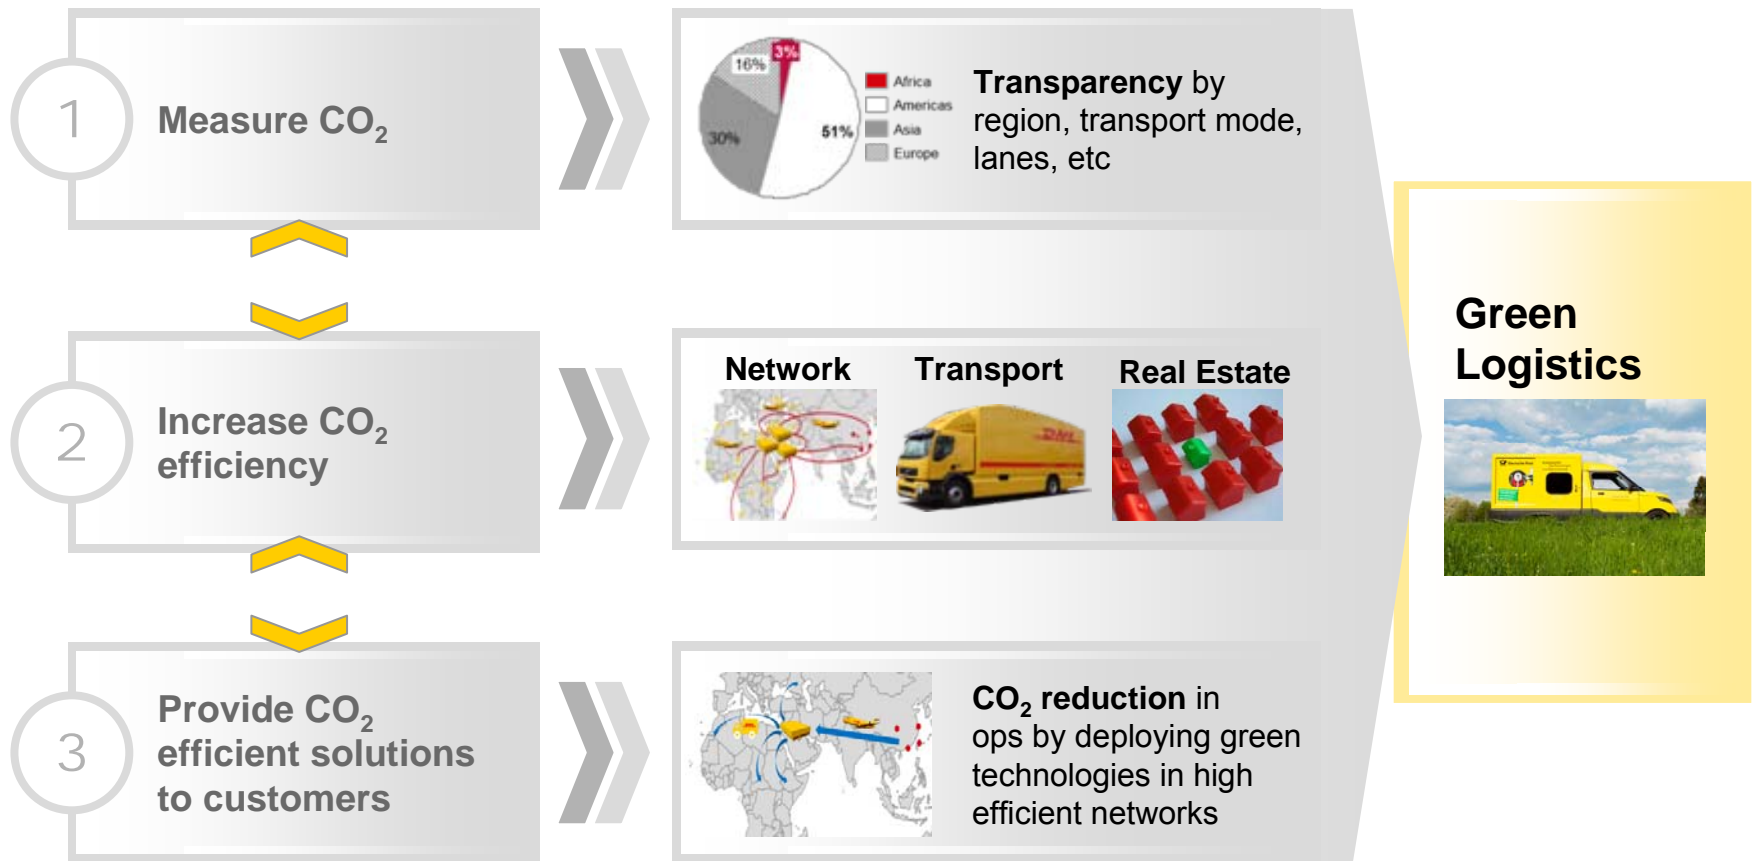 1
Measure CO₂
3%
16%
51%
30%
Africa
Americas
Asia
Europe
Transparency by
region, transport mode,
lanes, etc
2
Increase CO₂
efficiency
Network
Transport
Real Estate
DHL
3
Provide CO₂
efficient solutions
to customers
CO₂ reduction in
ops by deploying green
technologies in high
efficient networks
Green
Logistics